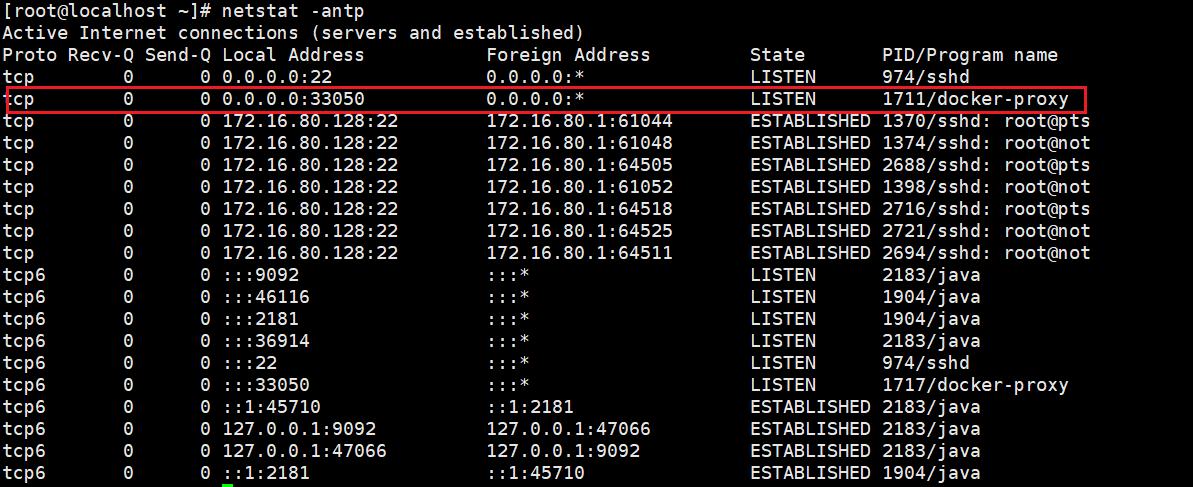 [root@localhost ~]# netstat -antp
Active Internet connections (servers and established)
Proto Recv-Q Send-Q Local Address           Foreign Address         State       PID/Program name
tcp        0      0 0.0.0.0:22              0.0.0.0:*               LISTEN      974/sshd
tcp        0      0 0.0.0.0:33050           0.0.0.0:*               LISTEN      1711/docker-proxy
tcp        0      0 172.16.80.128:22        172.16.80.1:61044       ESTABLISHED 1370/sshd: root@pts
tcp        0      0 172.16.80.128:22        172.16.80.1:61048       ESTABLISHED 1374/sshd: root@not
tcp        0      0 172.16.80.128:22        172.16.80.1:64505       ESTABLISHED 2688/sshd: root@pts
tcp        0      0 172.16.80.128:22        172.16.80.1:61052       ESTABLISHED 1398/sshd: root@not
tcp        0      0 172.16.80.128:22        172.16.80.1:64518       ESTABLISHED 2716/sshd: root@pts
tcp        0      0 172.16.80.128:22        172.16.80.1:64525       ESTABLISHED 2721/sshd: root@not
tcp        0      0 172.16.80.128:22        172.16.80.1:64511       ESTABLISHED 2694/sshd: root@not
tcp6       0      0 :::9092                 :::*                    LISTEN      2183/java
tcp6       0      0 :::46116                :::*                    LISTEN      1904/java
tcp6       0      0 :::2181                 :::*                    LISTEN      1904/java
tcp6       0      0 :::36914                :::*                    LISTEN      2183/java
tcp6       0      0 :::22                   :::*                    LISTEN      974/sshd
tcp6       0      0 :::33050                :::*                    LISTEN      1717/docker-proxy
tcp6       0      0 ::1:45710               ::1:2181                ESTABLISHED 2183/java
tcp6       0      0 127.0.0.1:9092          127.0.0.1:47066         ESTABLISHED 2183/java
tcp6       0      0 127.0.0.1:47066         127.0.0.1:9092          ESTABLISHED 2183/java
tcp6       0      0 ::1:2181                ::1:45710               ESTABLISHED 1904/java